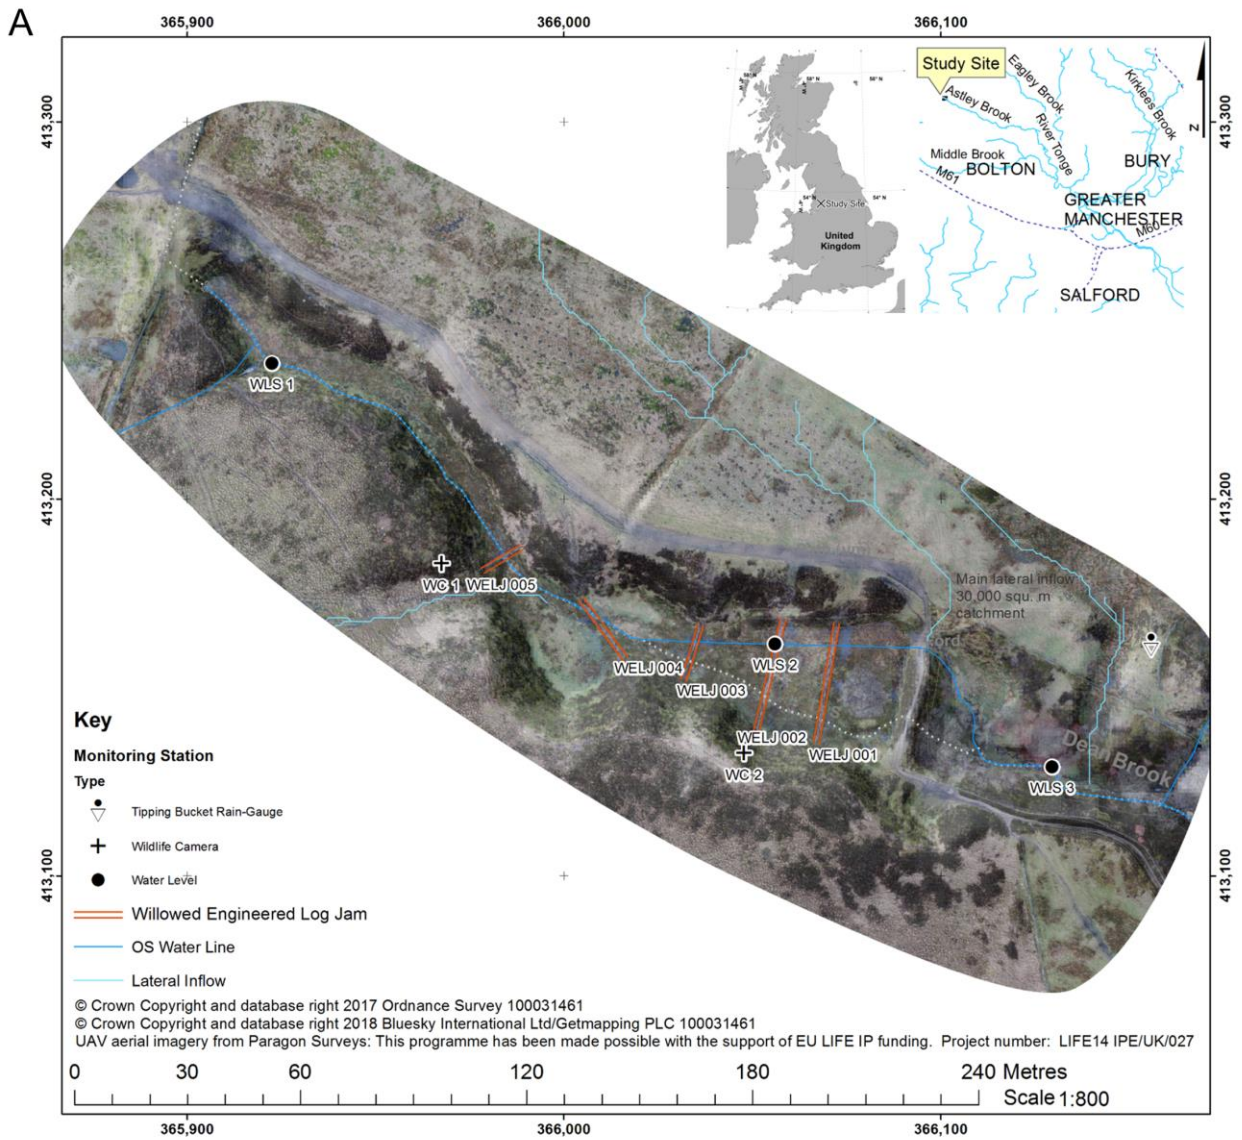 A
365,900
366,000
366,100
413,300
413,300
413,200
413,200
413,100
413,100
Study Site
Astley Brook
Eagley Brook
River Tonge
Kirklees Brook
Middle Brook
BOLTON
BURY
M61
GREATER
MANCHESTER
M60
SALFORD
N
56° N
56° N
54° N
54° N
Study Site
United
Kingdom
WLS 1
WC 1
WELJ 005
WELJ 004
WELJ 003
WLS 2
WELJ 002
WELJ 001
WC 2
Main lateral inflow
30,000 squ. m
catchment
Dean Brook
WLS 3
Key
Monitoring Station
Type
Tipping Bucket Rain-Gauge
Wildlife Camera
Water Level
Willowed Engineered Log Jam
OS Water Line
Lateral Inflow
© Crown Copyright and database right 2017 Ordnance Survey 100031461
© Crown Copyright and database right 2018 Bluesky International Ltd/Getmapping PLC 100031461
UAV aerial imagery from Paragon Surveys: This programme has been made possible with the support of EU LIFE IP funding. Project number: LIFE14 IPE/UK/027
0 30 60 120 180 240 Metres
Scale 1:800
365,900
366,000
366,100